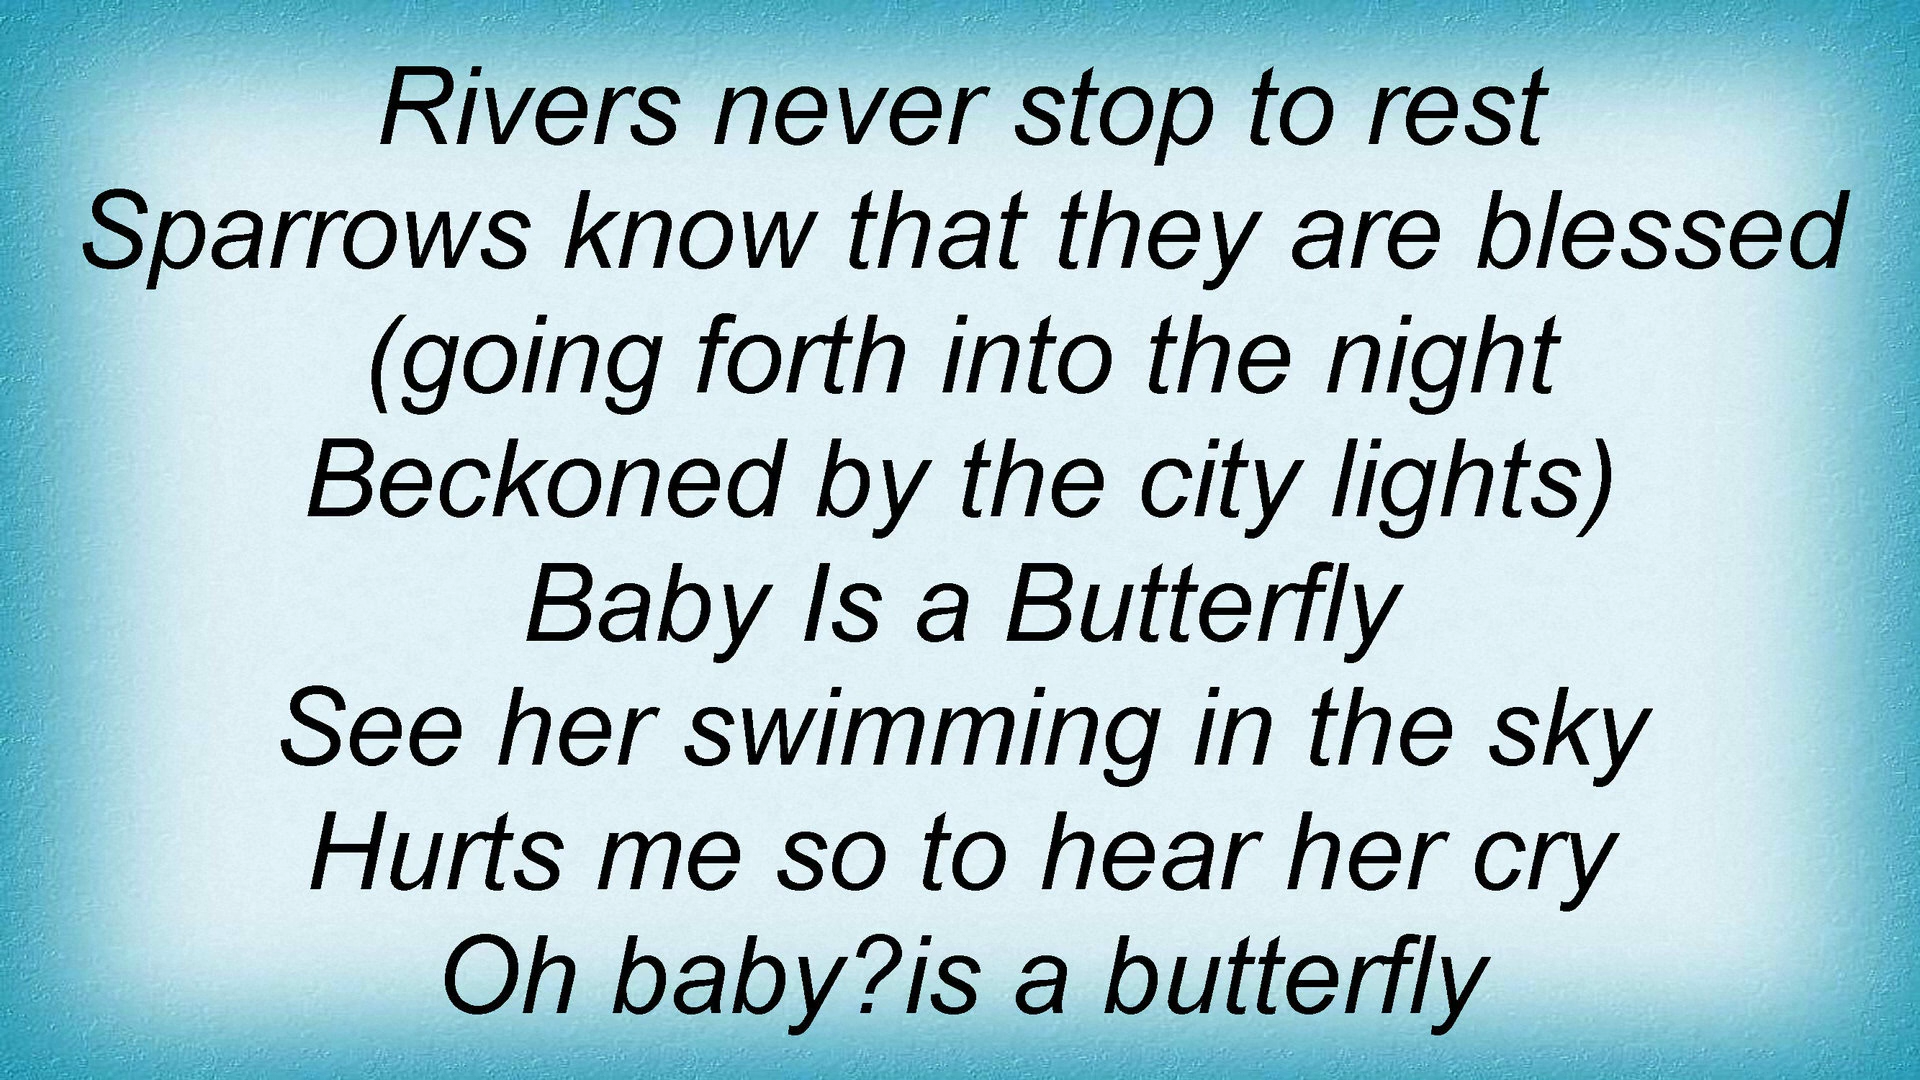 Rivers never stop to rest
Sparrows know that they are blessed
(going forth into the night
Beckoned by the city lights)
Baby Is a Butterfly
See her swimming in the sky
Hurts me so to hear her cry
Oh baby?is a butterfly